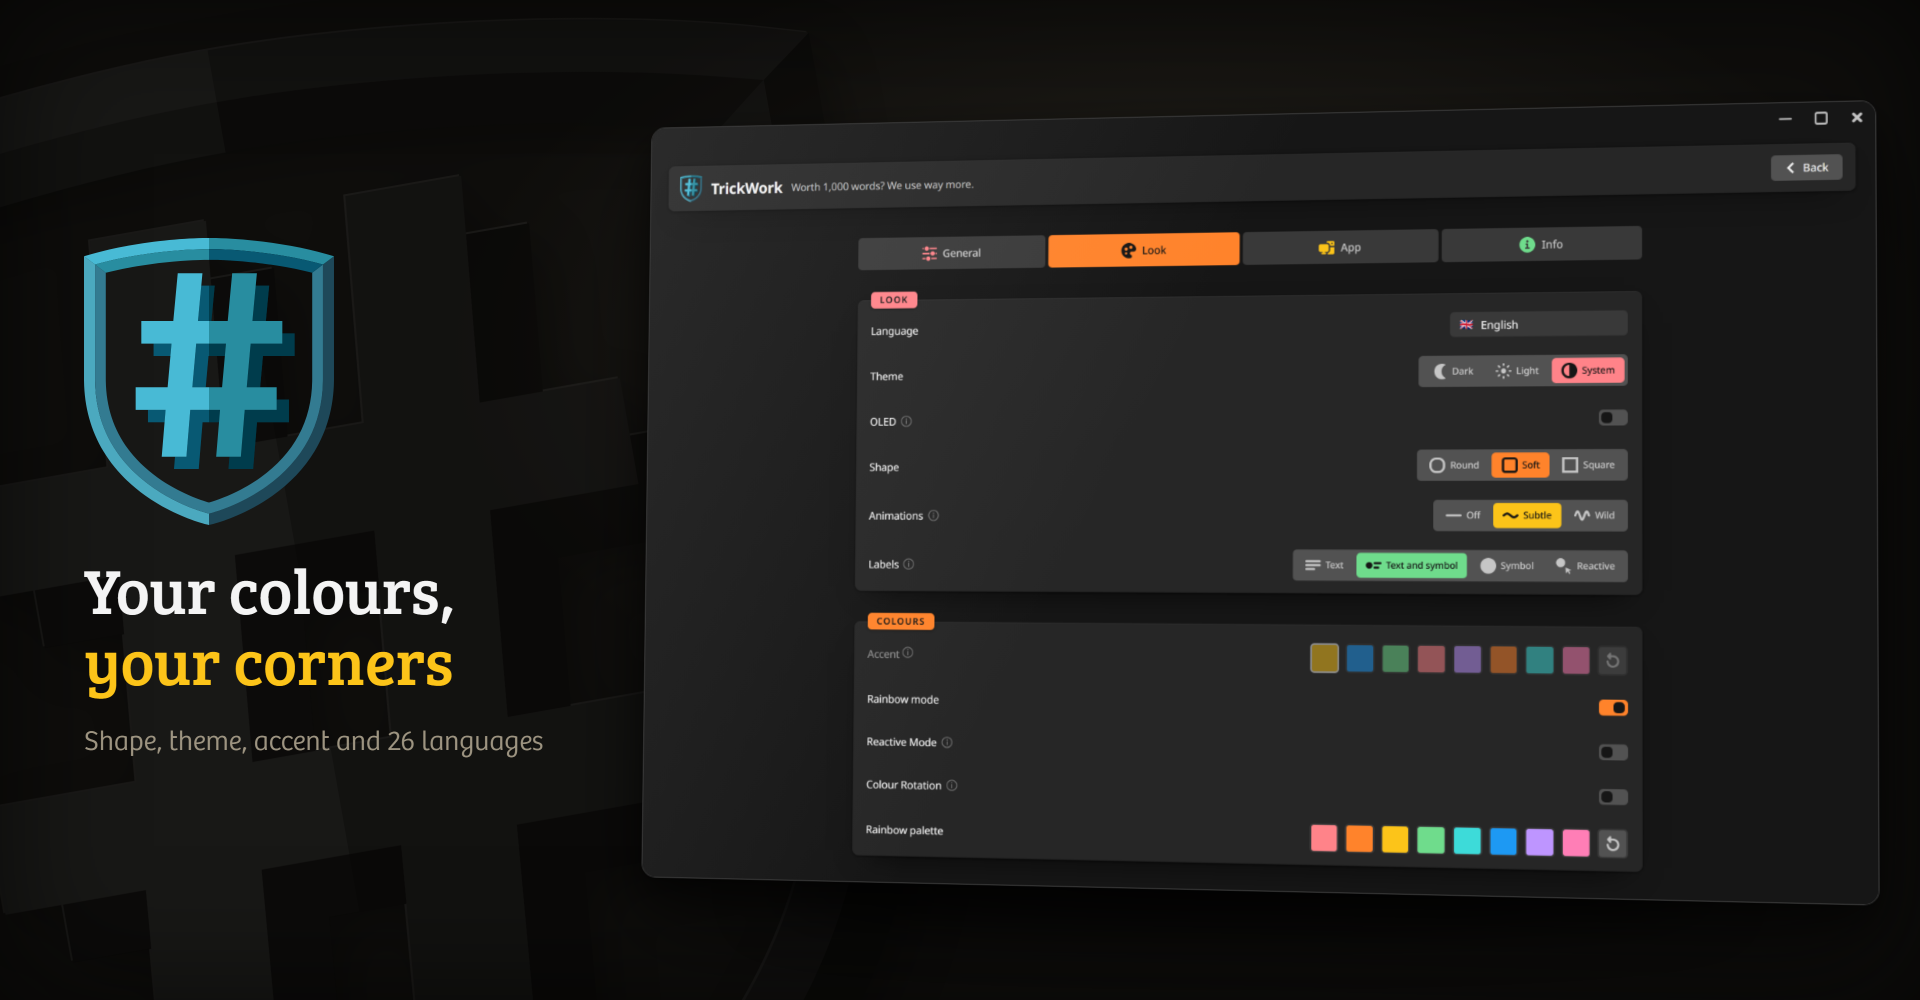 #
Your colours,
your corners
Shape, theme, accent and 26 languages
TrickWork Worth 1,000 words? We use way more.
Back
General Look App Info
LOOK
Language English
Theme Dark Light System
OLED
Shape Round Soft Square
Animations Off Subtle Wild
Labels Text Text and symbol Symbol Reactive
COLOURS
Accent
Rainbow mode
Reactive Mode
Colour Rotation
Rainbow palette